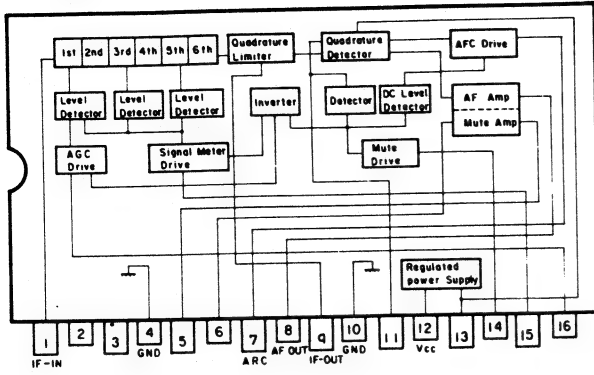 1st 2nd 3rd 4th 5th 6th
Quadrature Limiter
Quadrature Detector
AFC Drive
Level Detector
Level Detector
Level Detector
Inverter
Detector
DC Level Detector
AF Amp
Mute Amp
AGC Drive
Signal Meter Drive
Mute Drive
Regulated power Supply
1 2 3 4 5 6 7 8 9 10 11 12 13 14 15 16
IF-IN GND ARC AF OUT IF-OUT GND Vcc